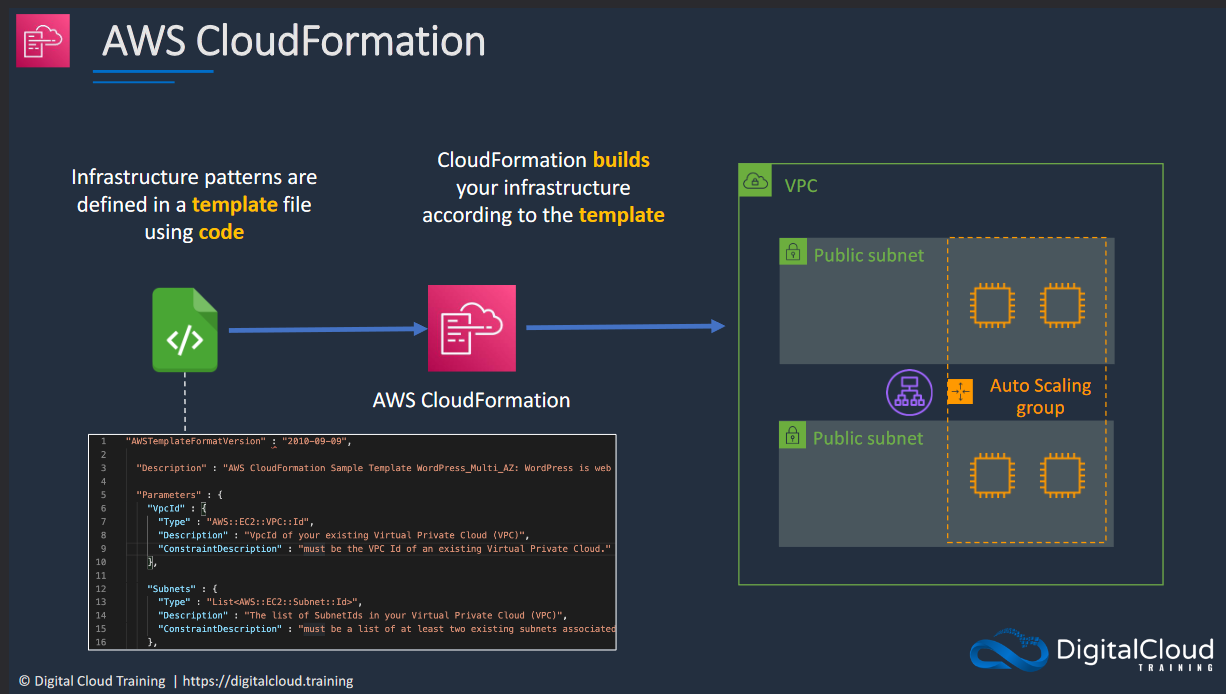 AWS CloudFormation
Infrastructure patterns are
defined in a template file
using code
CloudFormation builds
your infrastructure
according to the template
AWS CloudFormation
1 "AWSTemplateFormatVersion" : "2010-09-09",
2
3 "Description" : "AWS CloudFormation Sample Template WordPress_Multi_AZ: WordPress is web
4
5 "Parameters" : {
6 "VpcId" : {
7 "Type" : "AWS::EC2::VPC::Id",
8 "Description" : "VpcId of your existing Virtual Private Cloud (VPC)",
9 "ConstraintDescription" : "must be the VPC Id of an existing Virtual Private Cloud."
10 },
11
12 "Subnets" : {
13 "Type" : "List<AWS::EC2::Subnet::Id>",
14 "Description" : "The list of SubnetIds in your Virtual Private Cloud (VPC)",
15 "ConstraintDescription" : "must be a list of at least two existing subnets associated
16 },
VPC
Public subnet
Auto Scaling
group
Public subnet
DigitalCloud
TRAINING
© Digital Cloud Training | https://digitalcloud.training